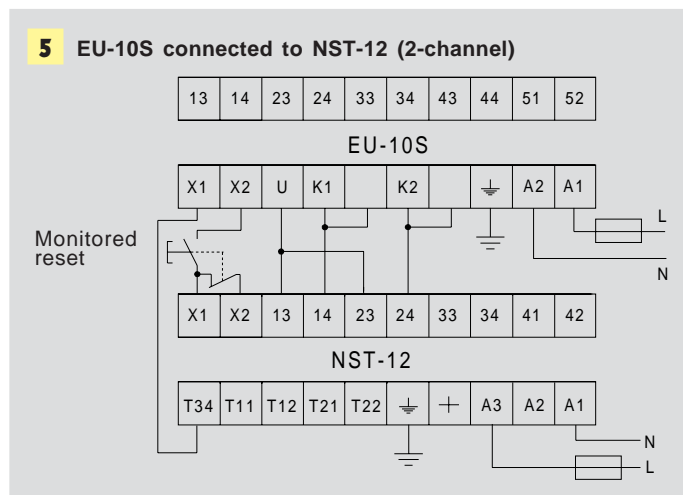 5 EU-10S connected to NST-12 (2-channel)
13 14 23 24 33 34 43 44 51 52
EU-10S
X1 X2 U K1 K2 A2 A1
L
Monitored
reset
N
X1 X2 13 14 23 24 33 34 41 42
NST-12
T34 T11 T12 T21 T22 + A3 A2 A1
N
L